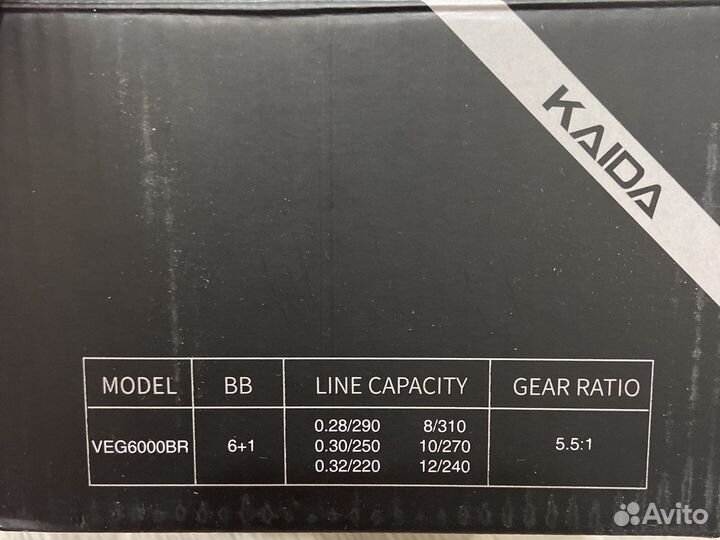 KAIDA
MODEL BB LINE CAPACITY GEAR RATIO
VEG6000BR 6+1 0.28/290 8/310 5.5:1
0.30/250 10/270
0.32/220 12/240
Avito